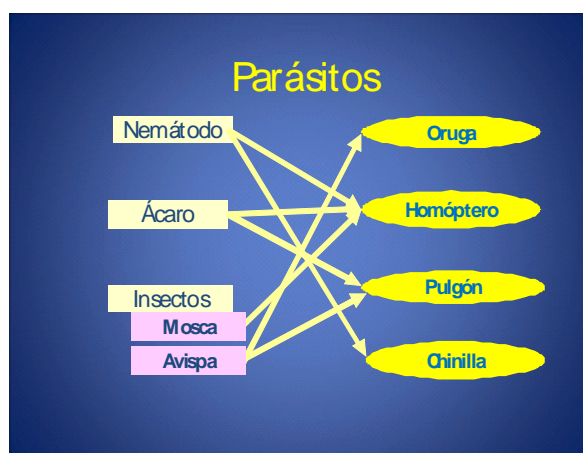 Parásitos
Nemátodo
Ácaro
Insectos
Mosca
Avispa
Oruga
Homóptero
Pulgón
Chinilla